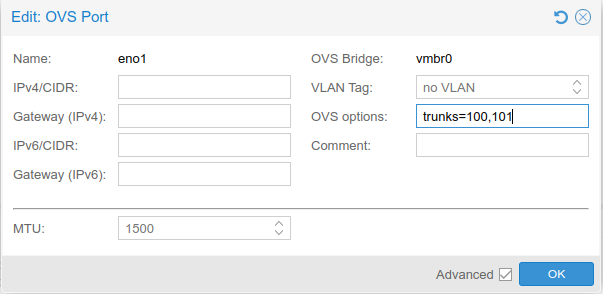 Edit: OVS Port
Name: eno1 OVS Bridge: vmbr0
IPv4/CIDR: VLAN Tag: no VLAN
Gateway (IPv4): OVS options: trunks=100,101
IPv6/CIDR: Comment:
Gateway (IPv6):
MTU: 1500
Advanced OK